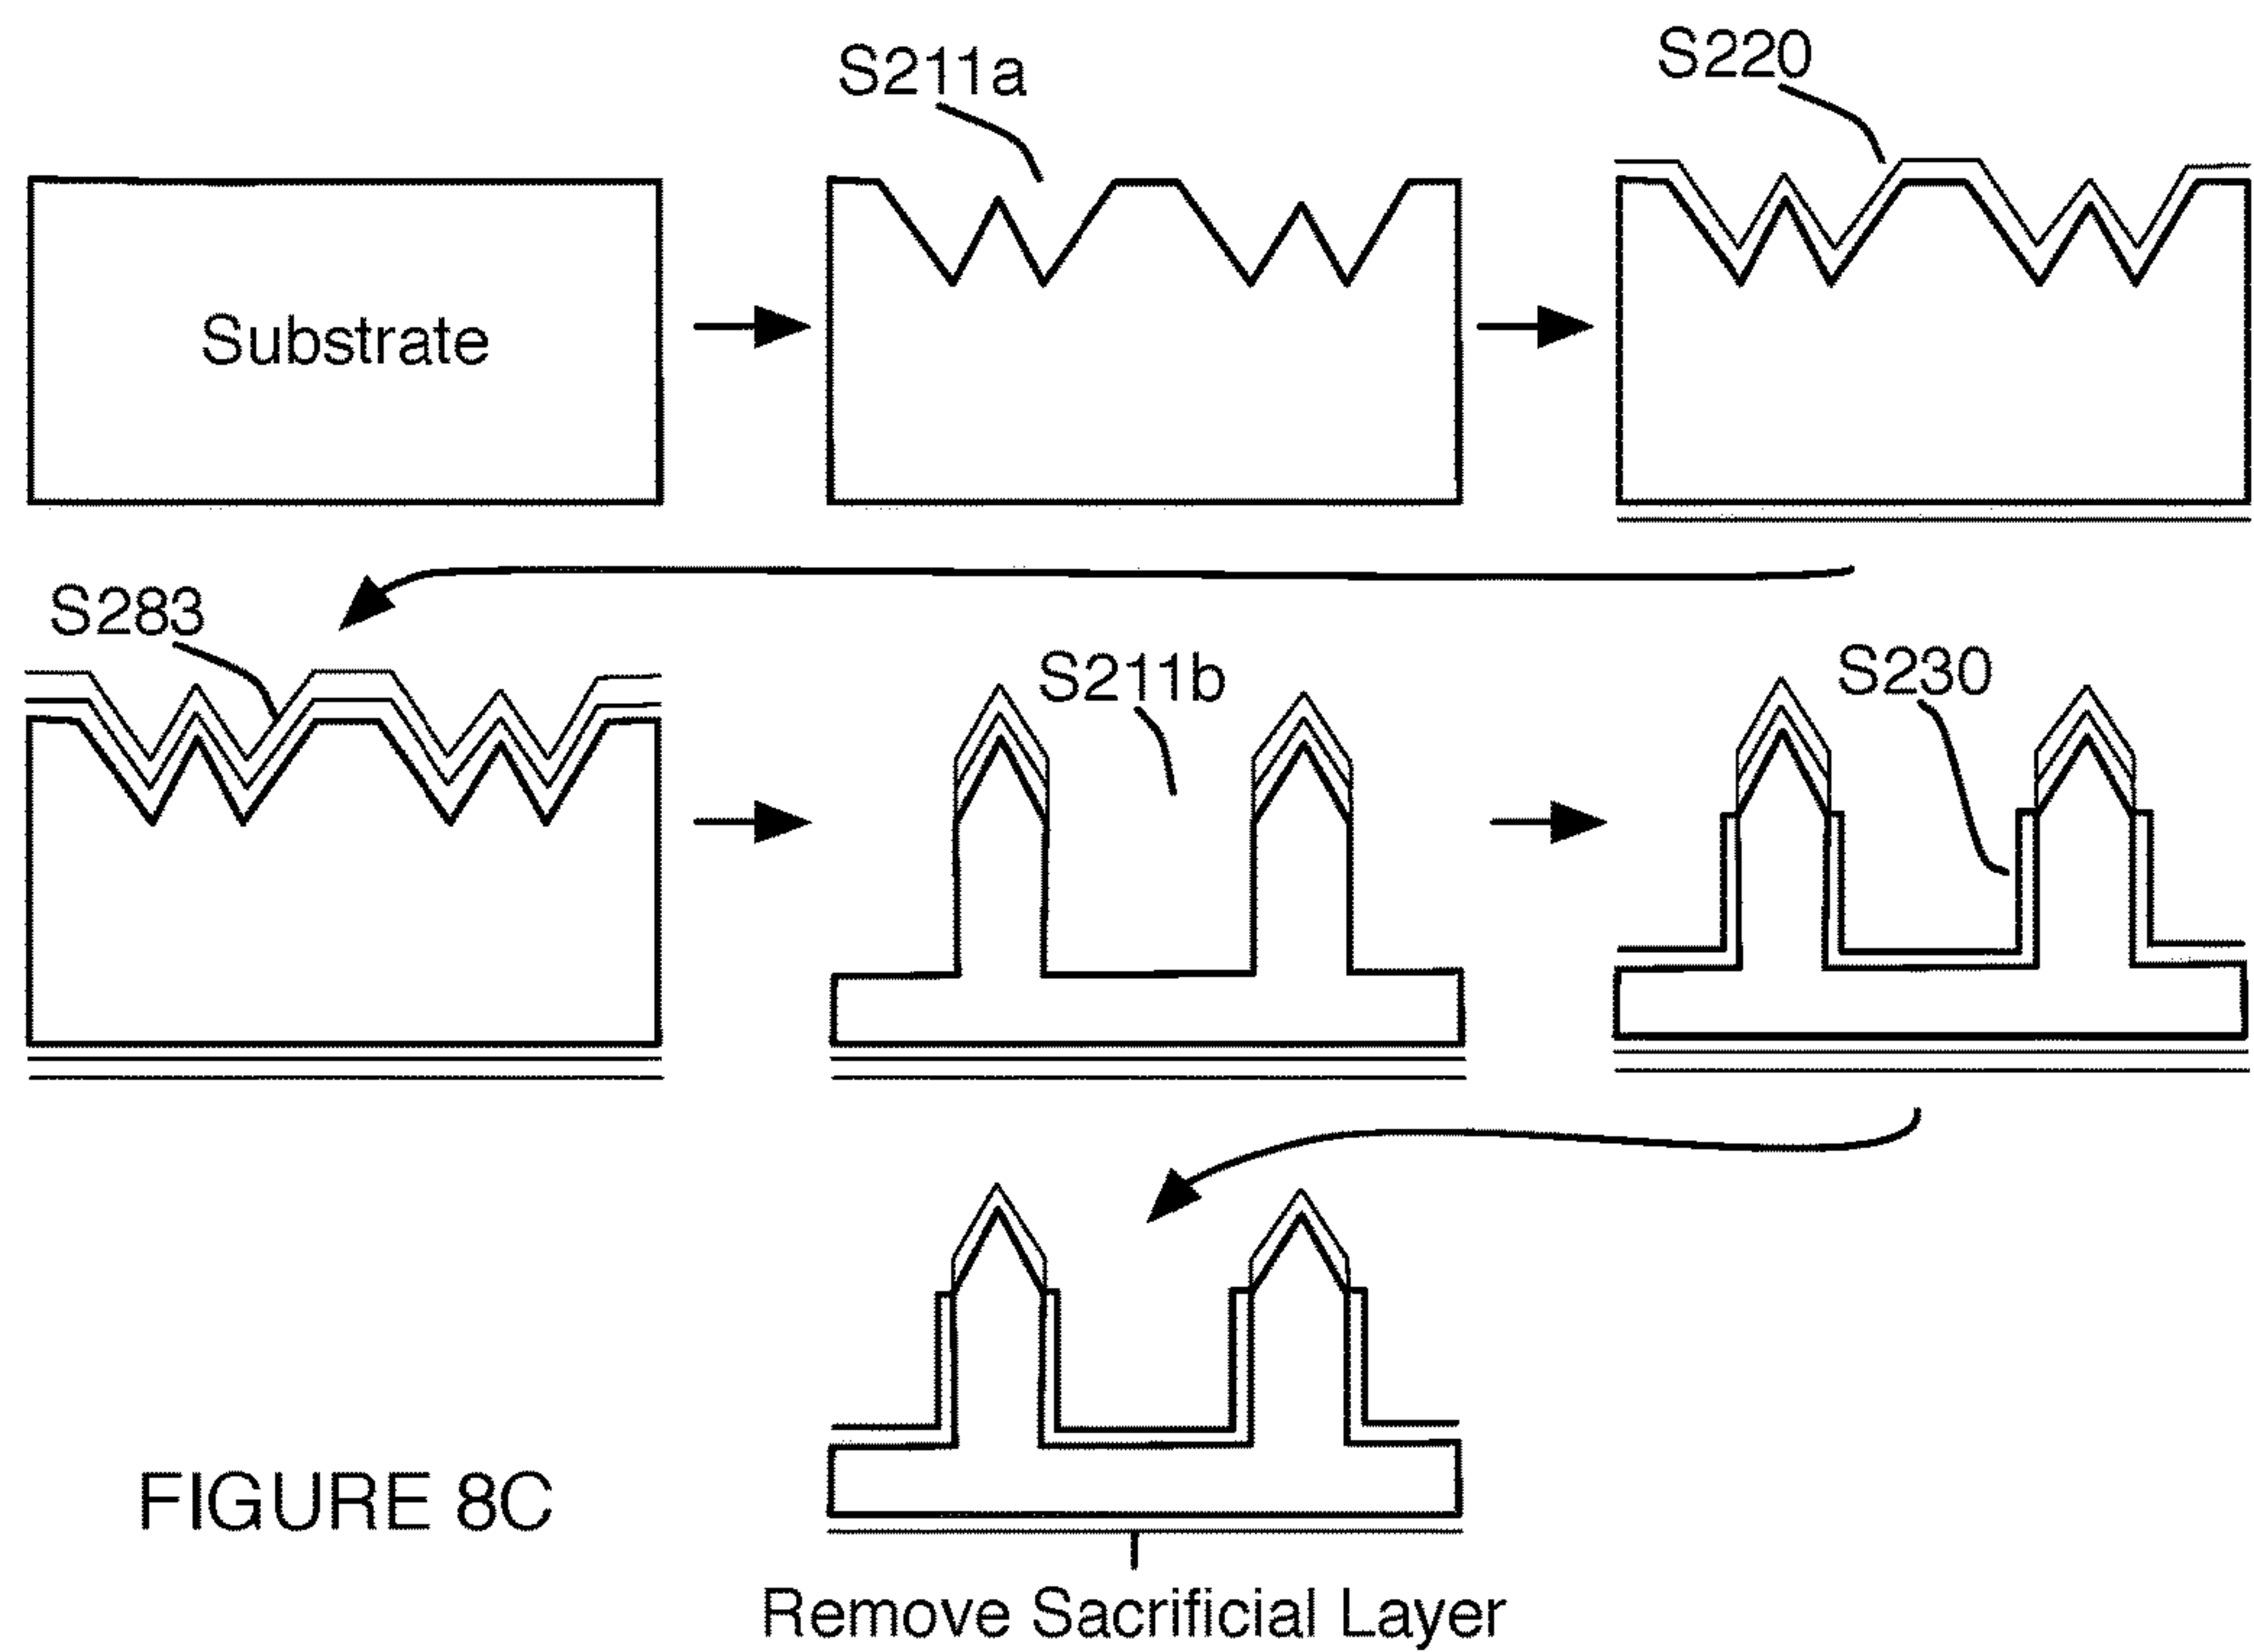 S211a
S220
Substrate
S283
S211b
S230
FIGURE 8C
Remove Sacrificial Layer